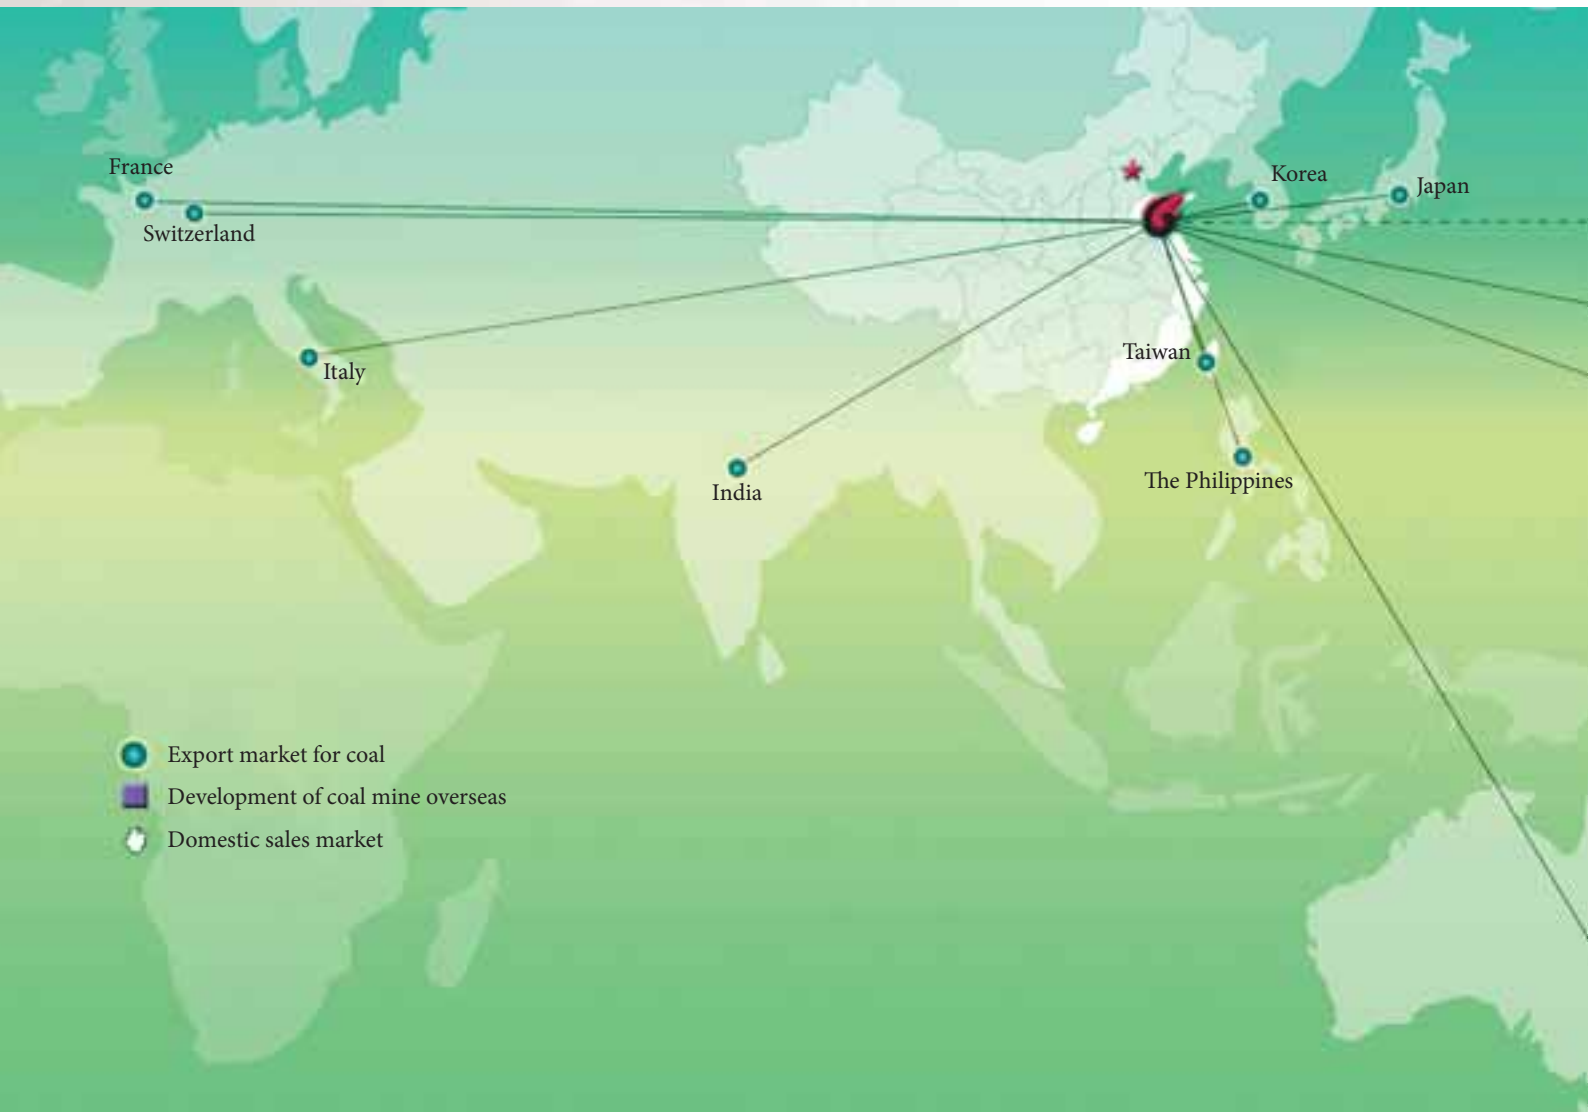 France
Korea
Japan
Switzerland
Taiwan
Italy
The Philippines
India
Export market for coal
Development of coal mine overseas
Domestic sales market